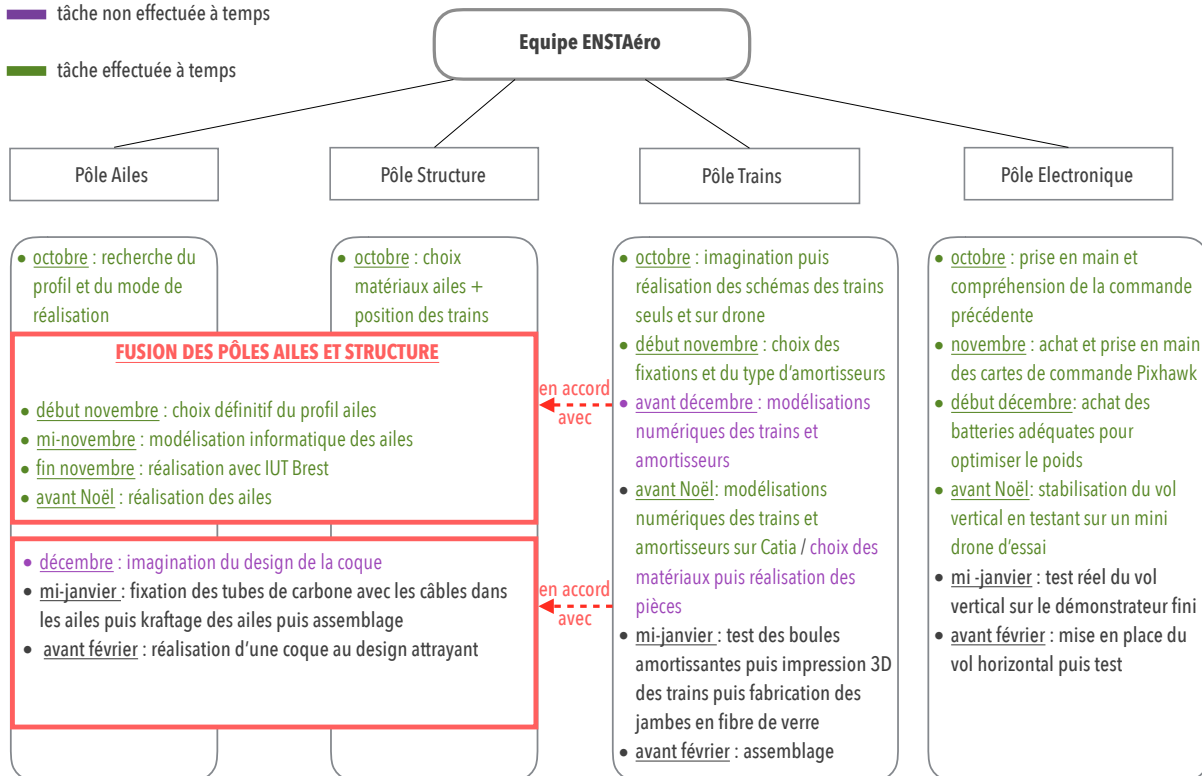 tâche non effectuée à temps
tâche effectuée à temps
Equipe ENSTAéro
Pôle Ailes
Pôle Structure
Pôle Trains
Pôle Electronique
• octobre : recherche du
profil et du mode de
réalisation
• octobre : choix
matériaux ailes +
position des trains
FUSION DES PÔLES AILES ET STRUCTURE
• début novembre : choix définitif du profil ailes
• mi-novembre : modélisation informatique des ailes
• fin novembre : réalisation avec IUT Brest
• avant Noël : réalisation des ailes
• décembre : imagination du design de la coque
• mi-janvier : fixation des tubes de carbone avec les câbles dans
les ailes puis kraftage des ailes puis assemblage
• avant février : réalisation d'une coque au design attrayant
en accord
avec
en accord
avec
• octobre : imagination puis
réalisation des schémas des trains
seuls et sur drone
• début novembre : choix des
fixations et du type d'amortisseurs
• avant décembre : modélisations
numériques des trains et
amortisseurs
• avant Noël: modélisations
numériques des trains et
amortisseurs sur Catia / choix des
matériaux puis réalisation des
pièces
• mi-janvier : test des boules
amortissantes puis impression 3D
des trains puis fabrication des
jambes en fibre de verre
• avant février : assemblage
• octobre : prise en main et
compréhension de la commande
précédente
• novembre : achat et prise en main
des cartes de commande Pixhawk
• début décembre: achat des
batteries adéquates pour
optimiser le poids
• avant Noël: stabilisation du vol
vertical en testant sur un mini
drone d'essai
• mi -janvier : test réel du vol
vertical sur le démonstrateur fini
• avant février : mise en place du
vol horizontal puis test